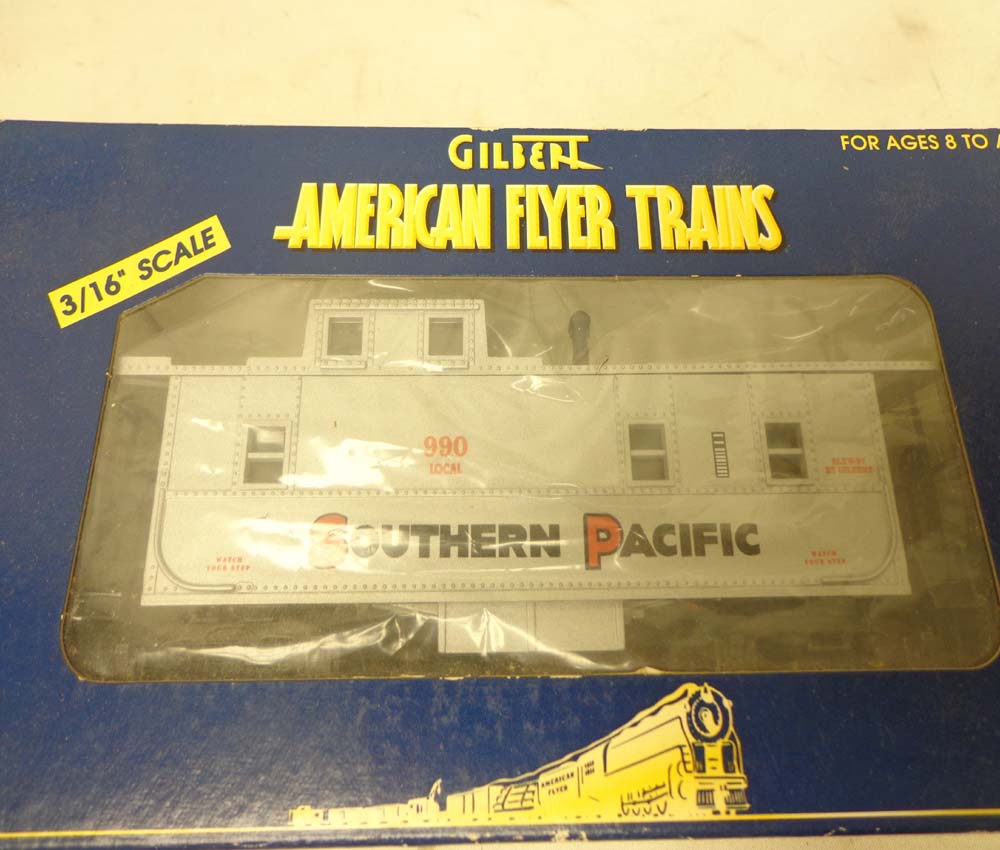 GILBERT
FOR AGES 8 TO
AMERICAN FLYER TRAINS
3/16" SCALE
990
LOCAL
SOUTHERN PACIFIC
WATCH
YOUR STEP
WATCH
YOUR STEP
AMERICAN
FLYER